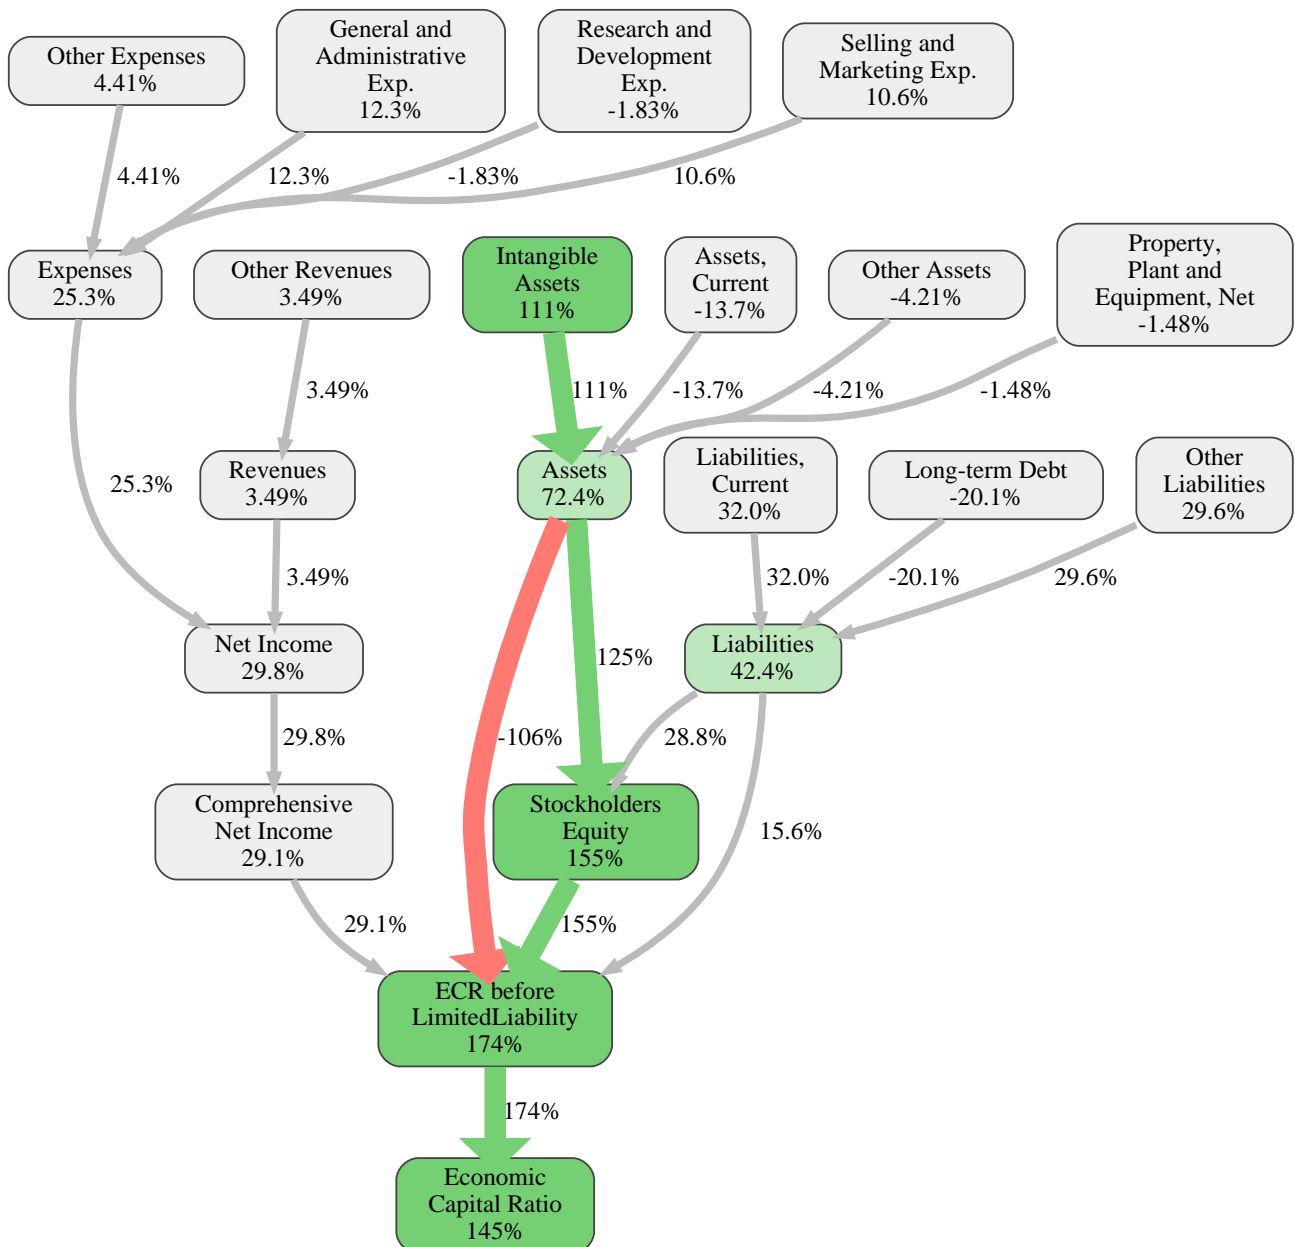 Other Expenses
4.41%
General and
Administrative
Exp.
12.3%
Research and
Development
Exp.
-1.83%
Selling and
Marketing Exp.
10.6%
4.41%
12.3%
-1.83%
10.6%
Expenses
25.3%
Other Revenues
3.49%
Intangible
Assets
111%
Assets,
Current
-13.7%
Other Assets
-4.21%
Property,
Plant and
Equipment, Net
-1.48%
3.49%
111%
-13.7%
-4.21%
-1.48%
25.3%
Revenues
3.49%
Assets
72.4%
Liabilities,
Current
32.0%
Long-term Debt
-20.1%
Other
Liabilities
29.6%
3.49%
32.0%
-20.1%
29.6%
Net Income
29.8%
125%
Liabilities
42.4%
29.8%
-106%
28.8%
Comprehensive
Net Income
29.1%
Stockholders
Equity
155%
15.6%
29.1%
155%
ECR before
LimitedLiability
174%
174%
Economic
Capital Ratio
145%